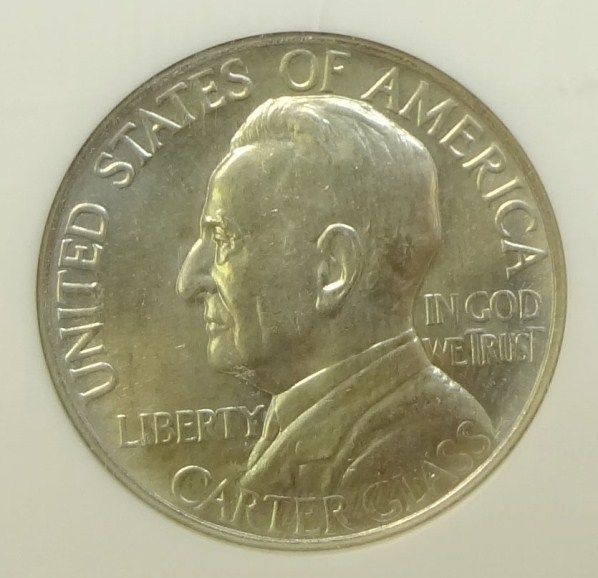 UNITED STATES OF AMERICA
IN GOD
WE TRUST
LIBERTY
CARTER GLASS